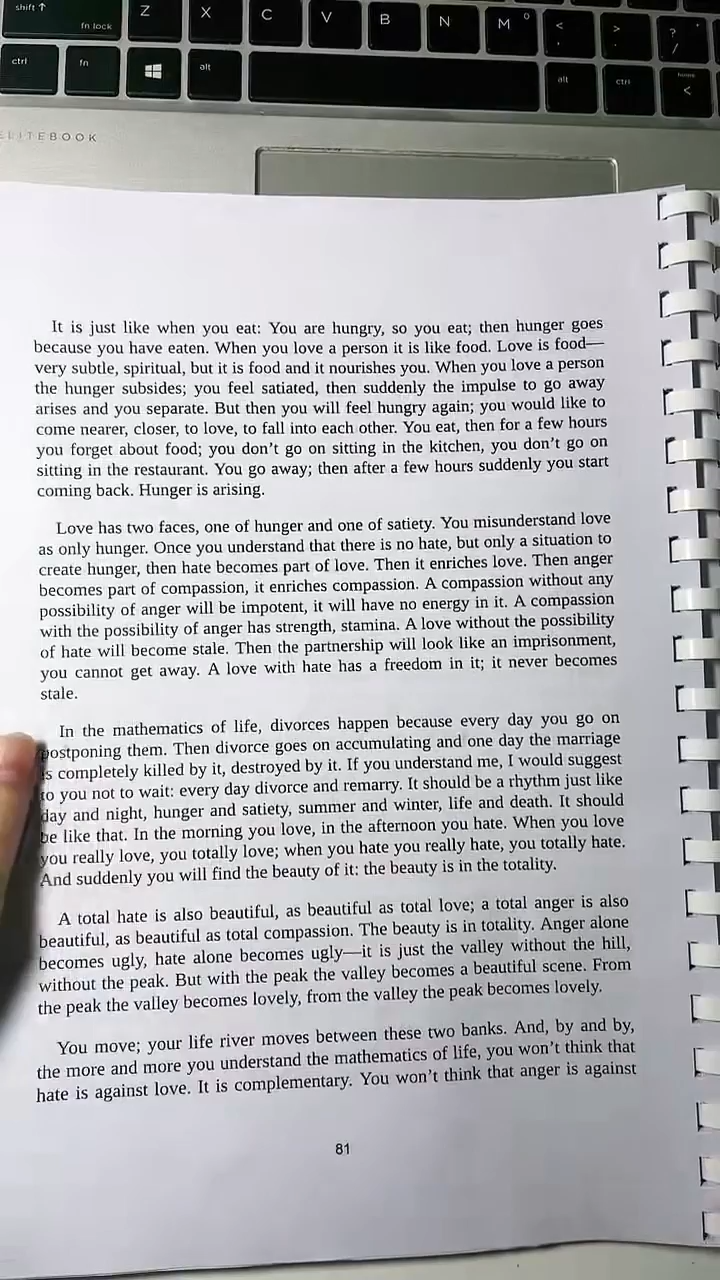 shift ↑
fn lock
Z
X
C
V
B
N
M
<
>
?
/
ctrl
fn
alt
alt
ctrl
home
<
ELITEBOOK
It is just like when you eat: You are hungry, so you eat; then hunger goes
because you have eaten. When you love a person it is like food. Love is food—
very subtle, spiritual, but it is food and it nourishes you. When you love a person
the hunger subsides; you feel satiated, then suddenly the impulse to go away
arises and you separate. But then you will feel hungry again; you would like to
come nearer, closer, to love, to fall into each other. You eat, then for a few hours
you forget about food; you don't go on sitting in the kitchen, you don't go on
sitting in the restaurant. You go away; then after a few hours suddenly you start
coming back. Hunger is arising.
Love has two faces, one of hunger and one of satiety. You misunderstand love
as only hunger. Once you understand that there is no hate, but only a situation to
create hunger, then hate becomes part of love. Then it enriches love. Then anger
becomes part of compassion, it enriches compassion. A compassion without any
possibility of anger will be impotent, it will have no energy in it. A compassion
with the possibility of anger has strength, stamina. A love without the possibility
of hate will become stale. Then the partnership will look like an imprisonment,
you cannot get away. A love with hate has a freedom in it; it never becomes
stale.
In the mathematics of life, divorces happen because every day you go on
postponing them. Then divorce goes on accumulating and one day the marriage
is completely killed by it, destroyed by it. If you understand me, I would suggest
to you not to wait: every day divorce and remarry. It should be a rhythm just like
day and night, hunger and satiety, summer and winter, life and death. It should
be like that. In the morning you love, in the afternoon you hate. When you love
you really love, you totally love; when you hate you really hate, you totally hate.
And suddenly you will find the beauty of it: the beauty is in the totality.
A total hate is also beautiful, as beautiful as total love; a total anger is also
beautiful, as beautiful as total compassion. The beauty is in totality. Anger alone
becomes ugly, hate alone becomes ugly—it is just the valley without the hill,
without the peak. But with the peak the valley becomes a beautiful scene. From
the peak the valley becomes lovely, from the valley the peak becomes lovely.
You move; your life river moves between these two banks. And, by and by,
the more and more you understand the mathematics of life, you won't think that
hate is against love. It is complementary. You won't think that anger is against
81